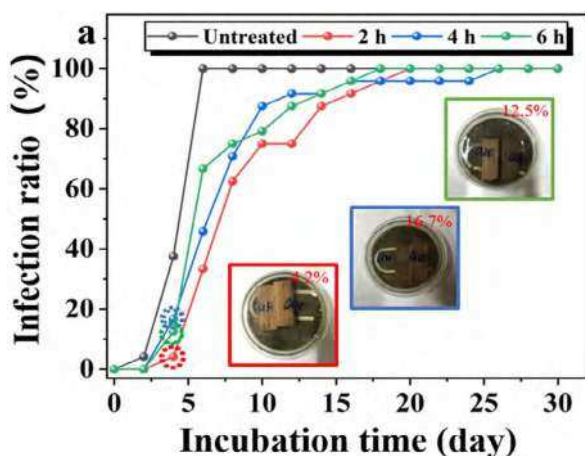 a
Untreated 2 h 4 h 6 h
Infection ratio (%)
100
80
60
40
20
0
12.5%
16.7%
4.2%
0 5 10 15 20 25 30
Incubation time (day)